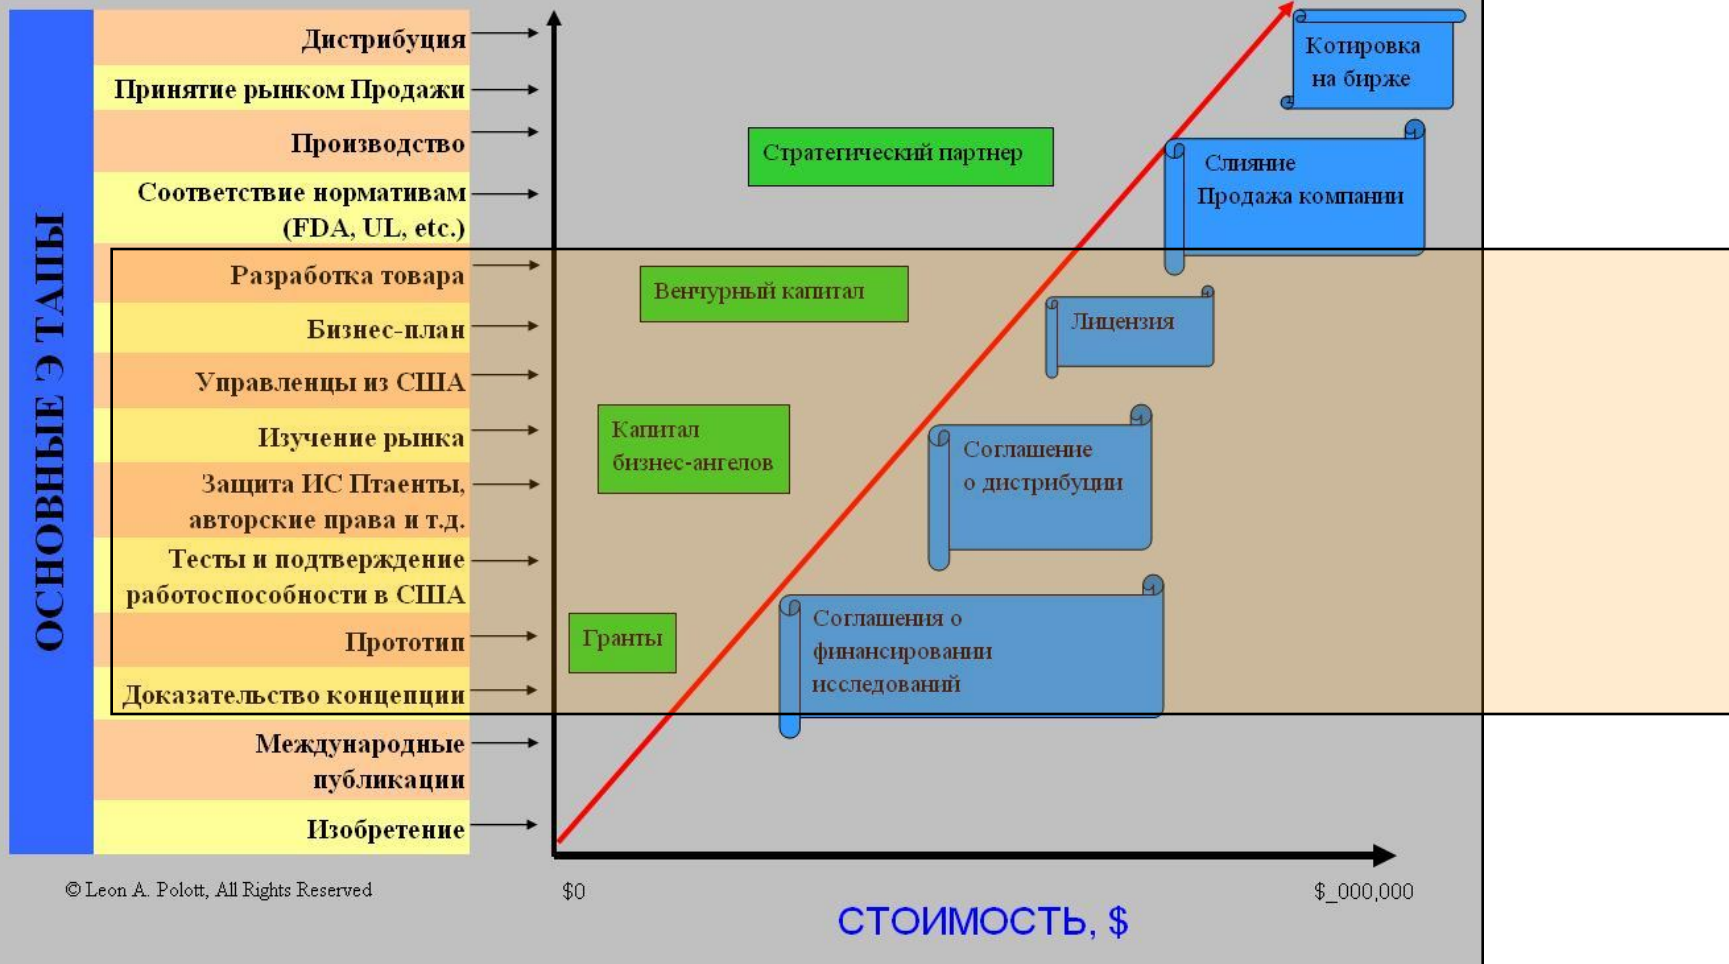 ОСНОВНЫЕ Э ТАПЫ
Дистрибуция
Принятие рынком Продажи
Производство
Соответствие нормативам
(FDA, UL, etc.)
Разработка товара
Бизнес-план
Управленцы из США
Изучение рынка
Защита ИС Птаенты,
авторские права и т.д.
Тесты и подтверждение
работоспособности в США
Прототип
Доказательство концепции
Международные
публикации
Изобретение
Стратегический партнер
Венчурный капитал
Капитал
бизнес-ангелов
Гранты
Котировка
на бирже
Слияние
Продажа компании
Лицензия
Соглашение
о дистрибуции
Соглашения о
финансировании
исследований
© Leon A. Polott, All Rights Reserved
$0
$_000,000
СТОИМОСТЬ, $